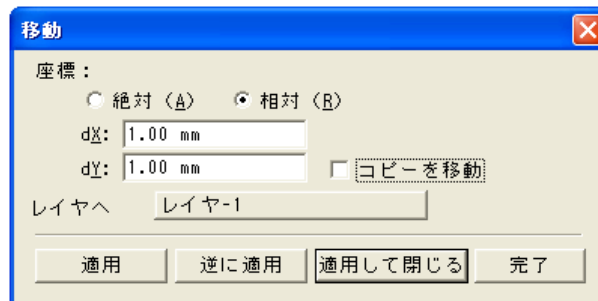 移動
座標：
絶対（A） 相対（R）
dX: 1.00 mm
dY: 1.00 mm コピーを移動
レイヤへ レイヤ-1
適用 逆に適用 適用して閉じる 完了